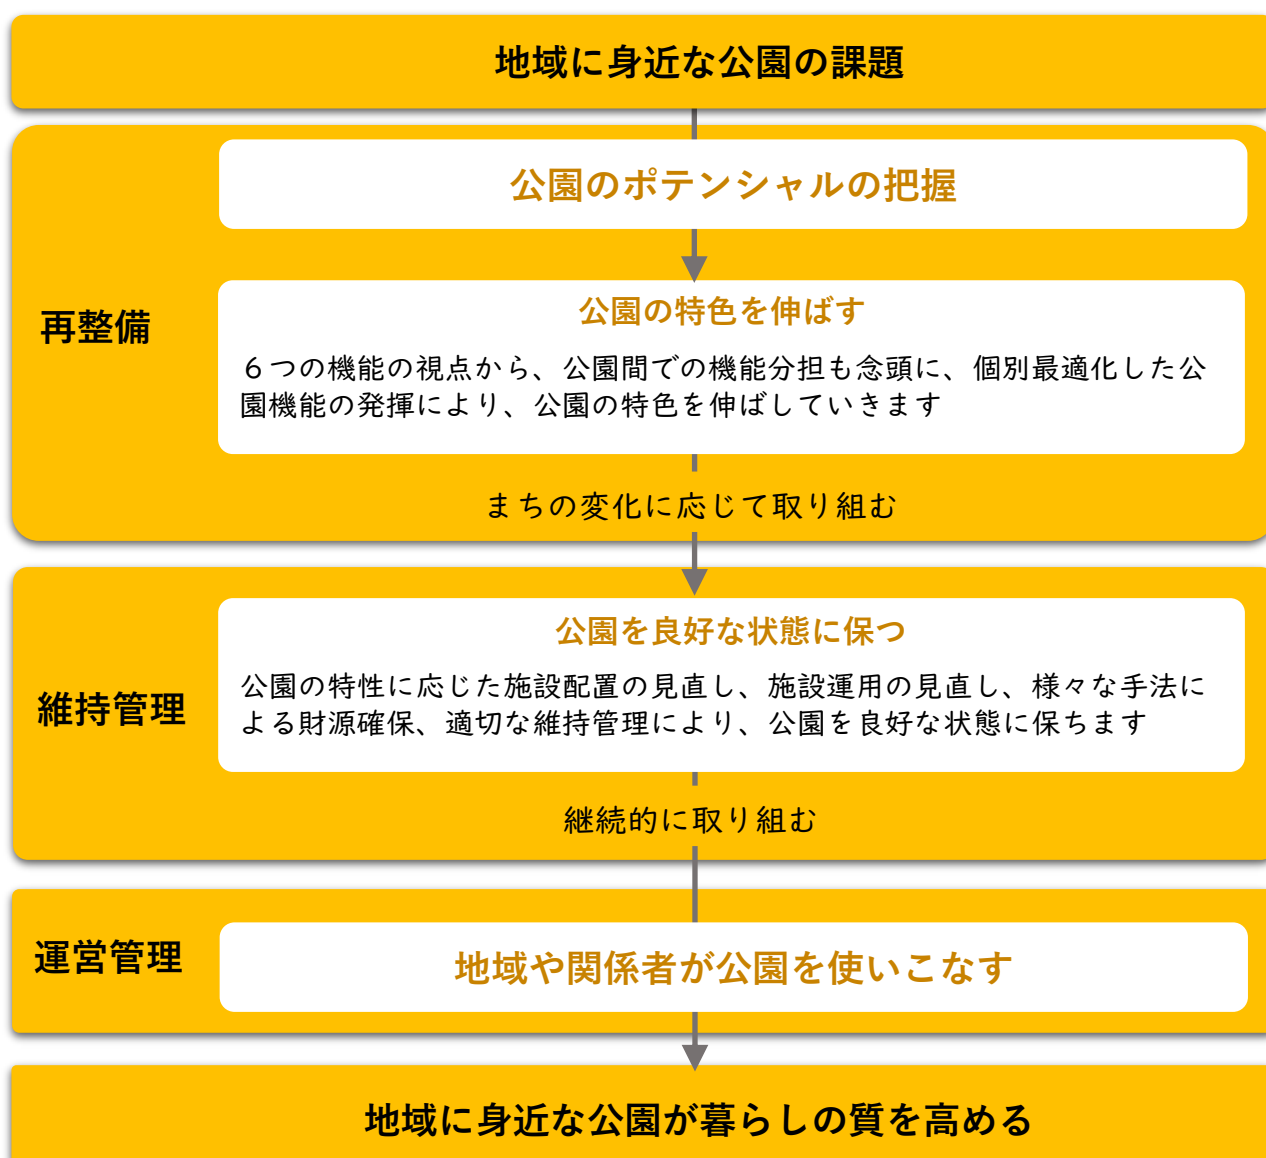 地域に身近な公園の課題
公園のポテンシャルの把握
再整備
公園の特色を伸ばす
６つの機能の視点から、公園間での機能分担も念頭に、個別最適化した公
園機能の発揮により、公園の特色を伸ばしていきます
まちの変化に応じて取り組む
維持管理
公園を良好な状態に保つ
公園の特性に応じた施設配置の見直し、施設運用の見直し、様々な手法に
よる財源確保、適切な維持管理により、公園を良好な状態に保ちます
継続的に取り組む
運営管理
地域や関係者が公園を使いこなす
地域に身近な公園が暮らしの質を高める